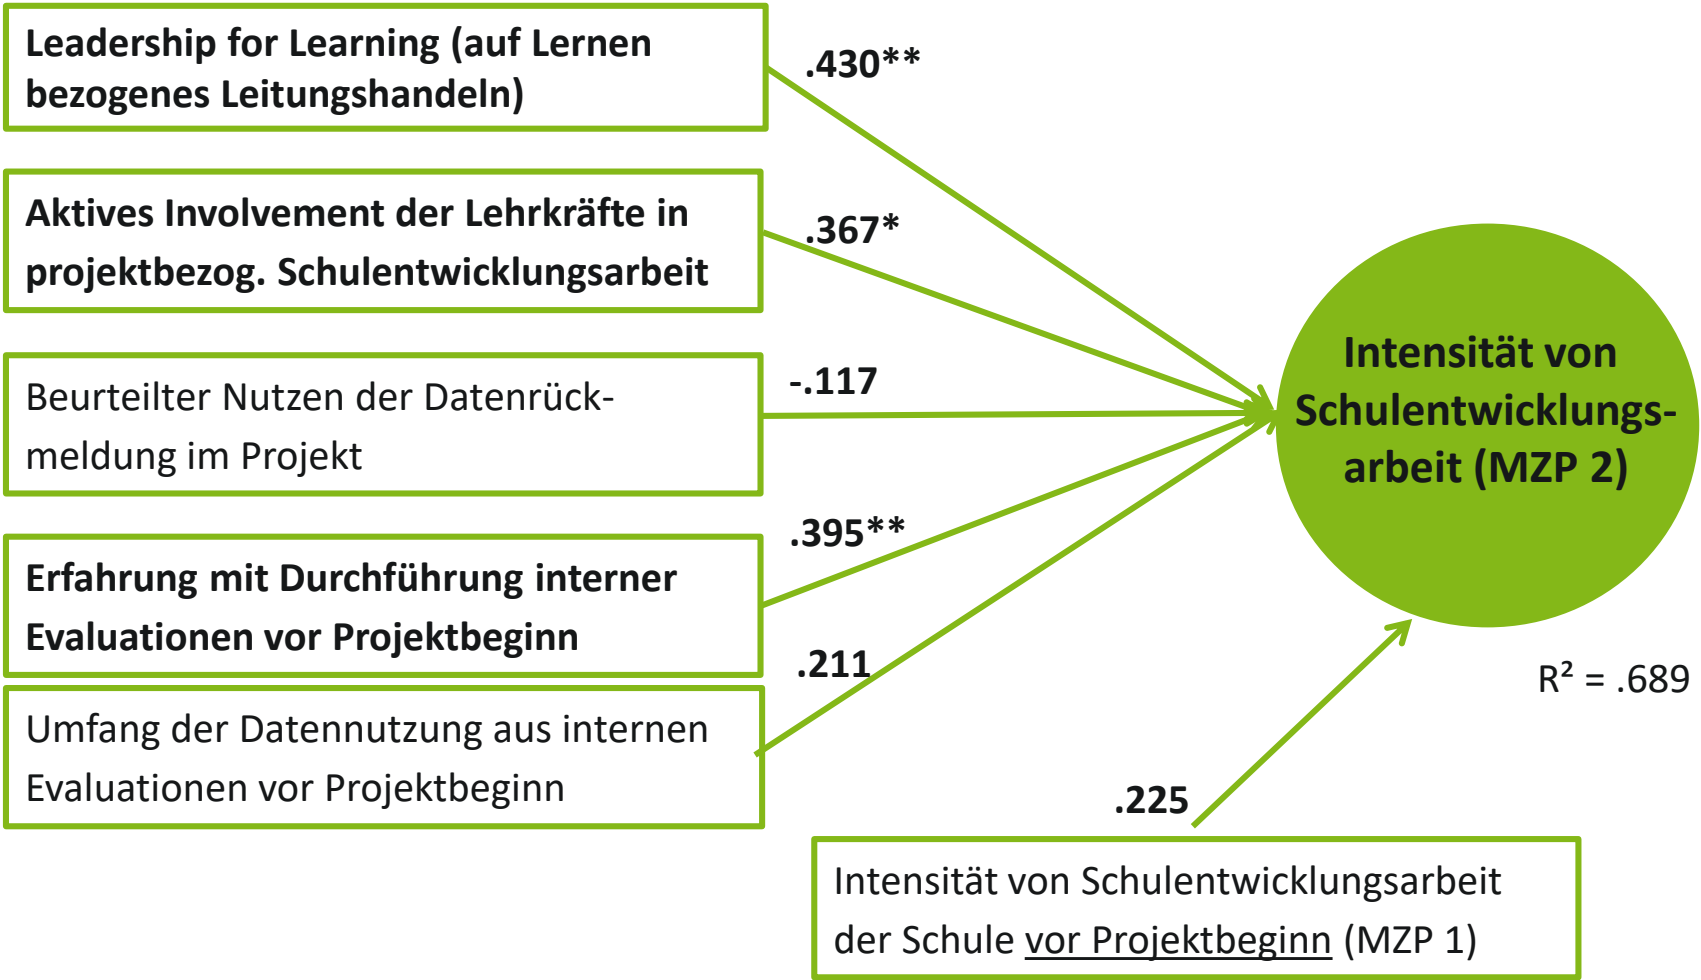 Leadership for Learning (auf Lernen
bezogenes Leitungshandeln)
.430**
Aktives Involvement der Lehrkräfte in
projektbezog. Schulentwicklungsarbeit
.367*
Beurteilter Nutzen der Datenrück-
meldung im Projekt
-.117
Erfahrung mit Durchführung interner
Evaluationen vor Projektbeginn
.395**
Umfang der Datennutzung aus internen
Evaluationen vor Projektbeginn
.211
Intensität von
Schulentwicklungs-
arbeit (MZP 2)
R² = .689
.225
Intensität von Schulentwicklungsarbeit
der Schule vor Projektbeginn (MZP 1)